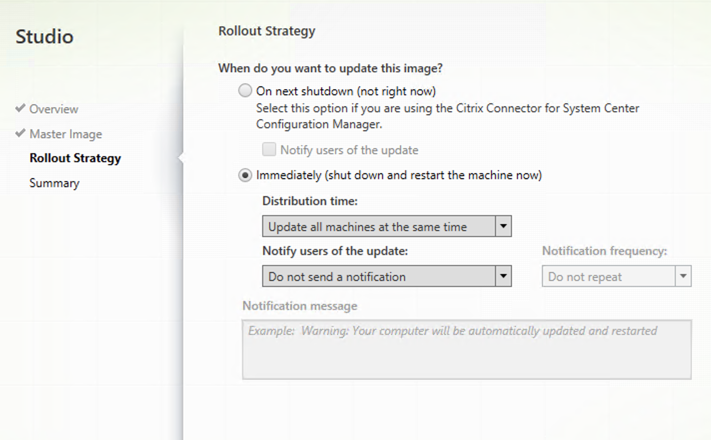 Studio
Overview
Master Image
Rollout Strategy
Summary
Rollout Strategy
When do you want to update this image?
On next shutdown (not right now)
Select this option if you are using the Citrix Connector for System Center
Configuration Manager.
Notify users of the update
Immediately (shut down and restart the machine now)
Distribution time:
Update all machines at the same time
Notify users of the update:
Notification frequency:
Do not send a notification
Do not repeat
Notification message
Example: Warning: Your computer will be automatically updated and restarted